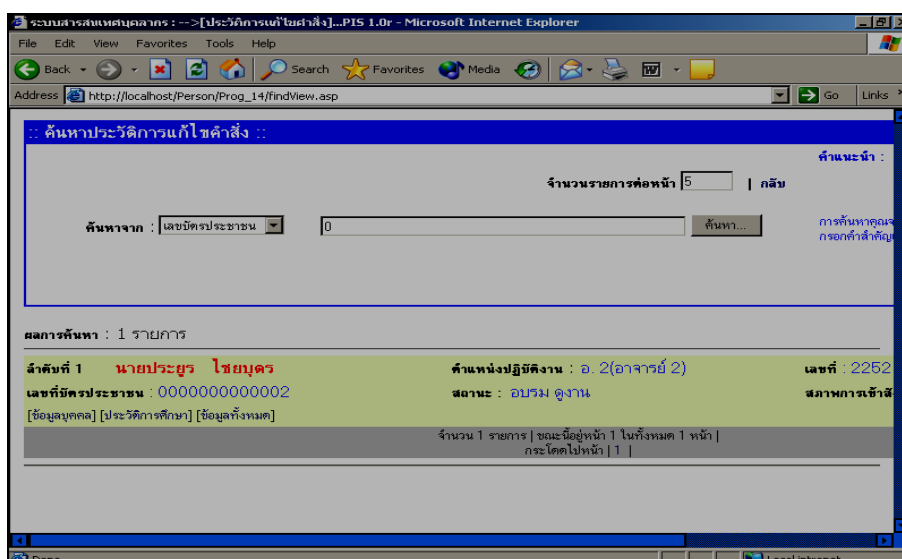 ระบบสารสนเทศบุคลากร : -->[ประวัติการแก้ไขคำสั่ง]...PIS 1.0r - Microsoft Internet Explorer
File Edit View Favorites Tools Help
Back Search Favorites Media
Address http://localhost/Person/Prog_14/findView.asp Go Links
:: ค้นหาประวัติการแก้ไขคำสั่ง ::
คำแนะนำ :
จำนวนรายการต่อหน้า 5 | กลับ
ค้นหาจาก : เลขบัตรประชาชน 0 ค้นหา... การค้นหาคุณจ
กรอกคำสำคัญ
ผลการค้นหา : 1 รายการ
ลำดับที่ 1 นายประยูร ไชยบุตร ตำแหน่งปฏิบัติงาน : อ. 2(อาจารย์ 2) เลขที่ : 2252
เลขที่บัตรประชาชน : 0000000000002 สถานะ : อบรม ดูงาน สภาพการเข้าสั
[ข้อมูลบุคคล] [ประวัติการศึกษา] [ข้อมูลทั้งหมด]
จำนวน 1 รายการ | ขณะนี้อยู่หน้า 1 ในทั้งหมด 1 หน้า |
กระโดดไปหน้า | 1 |
Done Local intranet